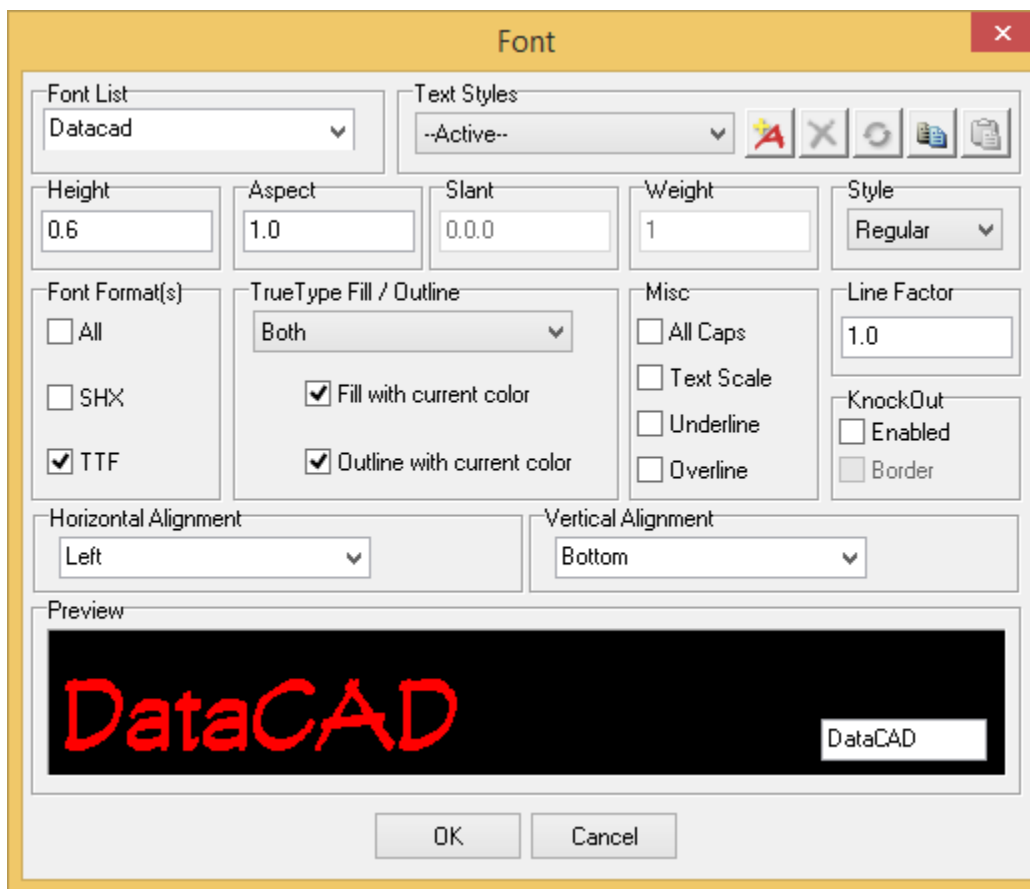 Font
Font List
Text Styles
Datacad
--Active--
Height
Aspect
Slant
Weight
Style
0.6
1.0
0.0.0
1
Regular
Font Format(s)
TrueType Fill / Outline
Misc
Line Factor
All
Both
All Caps
1.0
Text Scale
SHX
Fill with current color
KnockOut
Underline
Enabled
TTF
Outline with current color
Overline
Border
Horizontal Alignment
Vertical Alignment
Left
Bottom
Preview
DataCAD
DataCAD
OK
Cancel